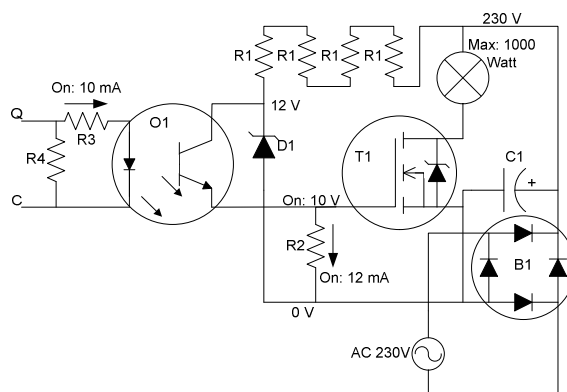 230 V
R1 R1 R1 R1
Max: 1000
Watt
On: 10 mA
12 V
Q
O1
R3
D1
T1
C1
R4
+
C
On: 10 V
R2
B1
On: 12 mA
0 V
AC 230V